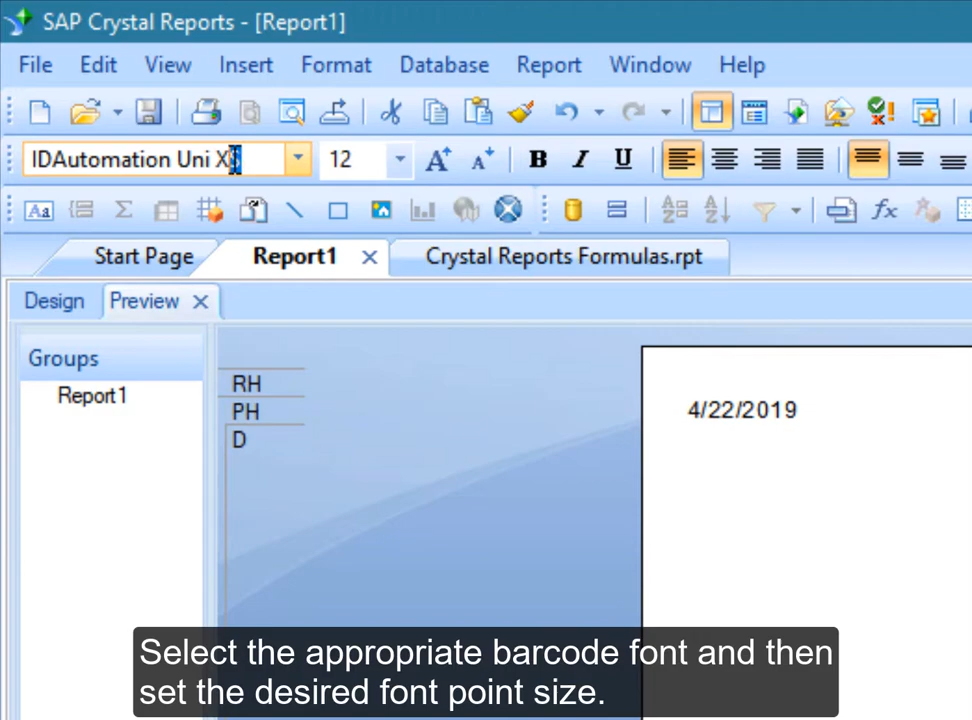 SAP Crystal Reports - [Report1]
File Edit View Insert Format Database Report Window Help
IDAutomation Uni X 12 A A B I U
Aa Σ fx
Start Page Report1 Crystal Reports Formulas.rpt
Design Preview
Groups
Report1
RH
PH
D
4/22/2019
Select the appropriate barcode font and then
set the desired font point size.